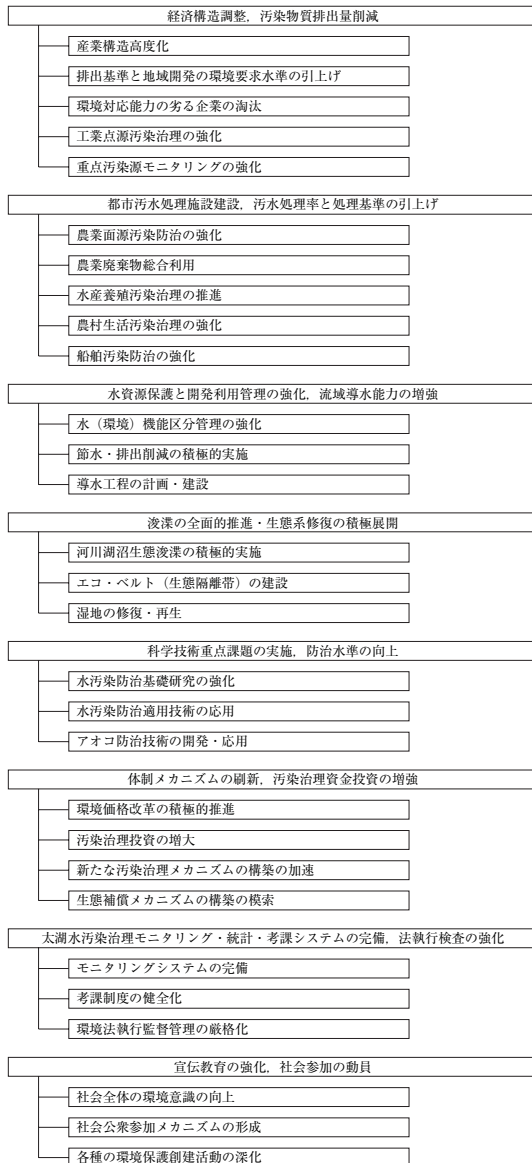 経済構造調整，汚染物質排出量削減
産業構造高度化
排出基準と地域開発の環境要求水準の引上げ
環境対応能力の劣る企業の淘汰
工業点源汚染治理の強化
重点汚染源モニタリングの強化
都市汚水処理施設建設，汚水処理率と処理基準の引上げ
農業面源汚染防治の強化
農業廃棄物総合利用
水産養殖汚染治理の推進
農村生活汚染治理の強化
船舶汚染防治の強化
水資源保護と開発利用管理の強化，流域導水能力の増強
水（環境）機能区分管理の強化
節水・排出削減の積極的実施
導水工程の計画・建設
浚渫の全面的推進・生態系修復の積極展開
河川湖沼生態浚渫の積極的実施
エコ・ベルト（生態隔離帯）の建設
湿地の修復・再生
科学技術重点課題の実施，防治水準の向上
水汚染防治基礎研究の強化
水汚染防治適用技術の応用
アオコ防治技術の開発・応用
体制メカニズムの刷新，汚染治理資金投資の増強
環境価格改革の積極的推進
汚染治理投資の増大
新たな汚染治理メカニズムの構築の加速
生態補償メカニズムの構築の模索
太湖水汚染治理モニタリング・統計・考課システムの完備，法執行検査の強化
モニタリングシステムの完備
考課制度の健全化
環境法執行監督管理の厳格化
宣伝教育の強化，社会参加の動員
社会全体の環境意識の向上
社会公衆参加メカニズムの形成
各種の環境保護創建活動の深化